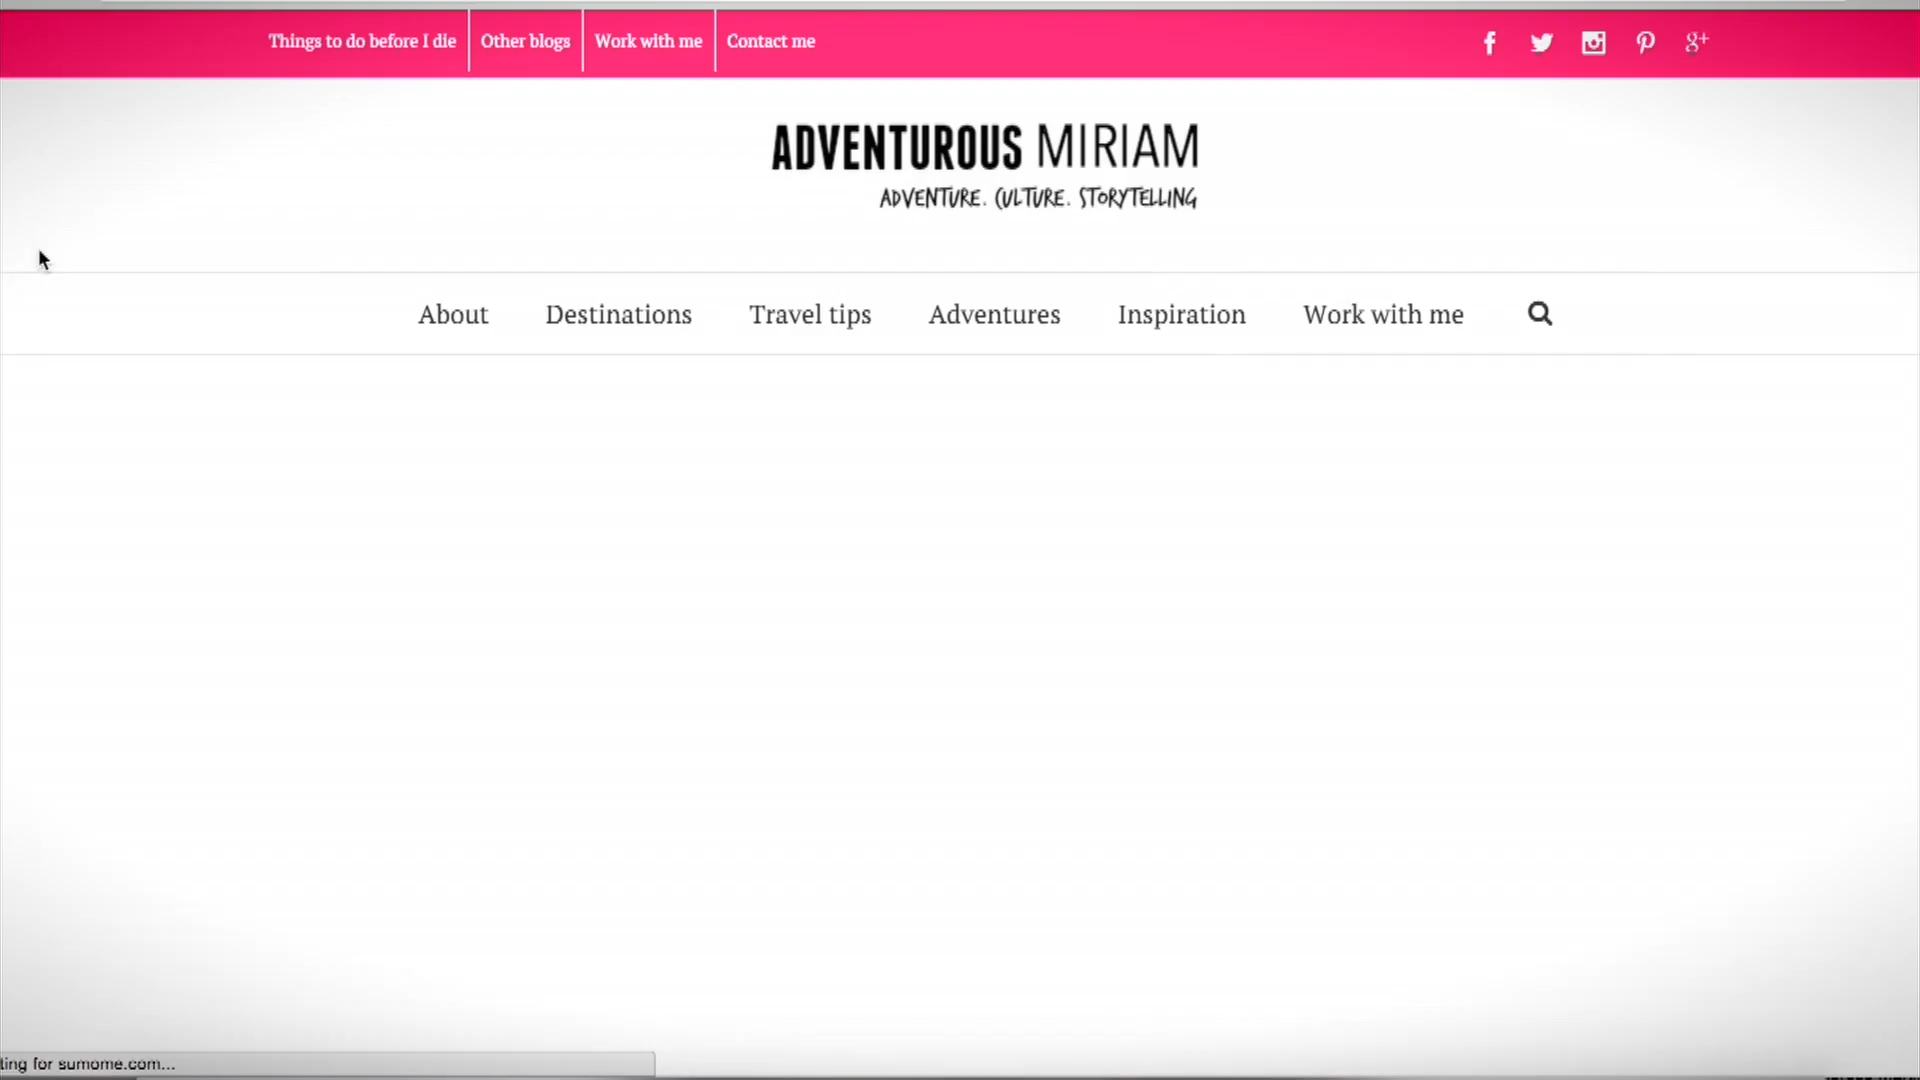 Things to do before I die Other blogs Work with me Contact me
ADVENTUROUS MIRIAM
ADVENTURE. CULTURE. STORYTELLING
About Destinations Travel tips Adventures Inspiration Work with me
ting for sumome.com...